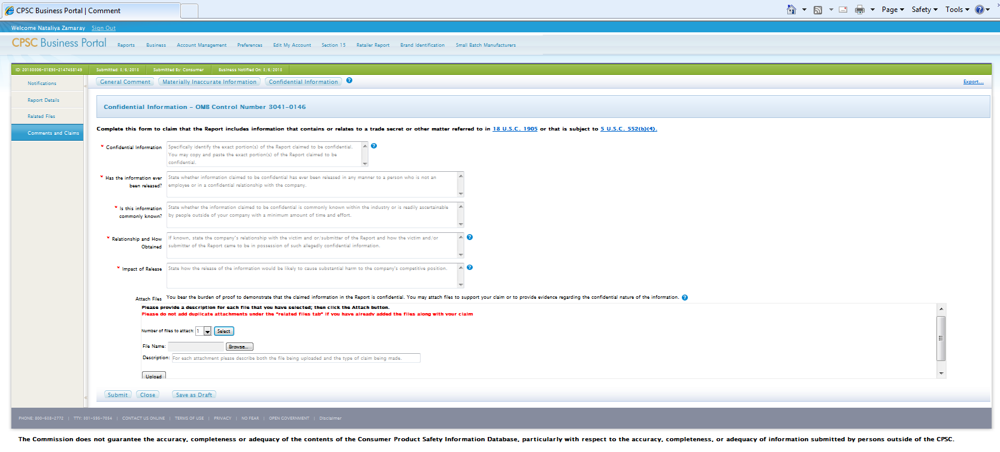 CPSC Business Portal | Comment
Page
Safety
Tools
Welcome Nataliya Zamaray Sign Out
CPSC Business Portal Reports Business Account Management Preferences Edit My Account Section 15 Retailer Report Brand Identification Small Batch Manufacturers
Submitted: 8/6/2018 Submitted By: Consumer Business Notified On: 8/6/2018
Notifications
Report Details
Related Files
Comments and Claims
General Comment Materially Inaccurate Information Confidential Information ?
Export...
Confidential Information - OMB Control Number 3041-0146
Complete this form to claim that the Report includes information that contains or relates to a trade secret or other matter referred to in 18 U.S.C. 1905 or that is subject to 5 U.S.C. 552(b)(4).
* Confidential Information
Specifically identify the exact portion(s) of the Report claimed to be confidential.
You may copy and paste the exact portion(s) of the Report claimed to be
confidential.
* Has the information ever
been released?
State whether information claimed to be confidential has ever been released in any manner to a person who is not an
employee or in a confidential relationship with the company.
* Is this information
commonly known?
State whether the information claimed to be confidential is commonly known within the industry or is readily ascertainable
by people outside of your company with a minimum amount of time and effort.
* Relationship and How
Obtained
If known, state the company's relationship with the victim and or/submitter of the Report and how the victim and/or
submitter of the Report came to be in possession of such allegedly confidential information.
* Impact of Release
State how the release of the information would be likely to cause substantial harm to the company's competitive position.
Attach Files You bear the burden of proof to demonstrate that the claimed information in the Report is confidential. You may attach files to support your claim or to provide evidence regarding the confidential nature of the information.
Please provide a description for each file that you have selected; then click the Attach button.
Please do not add duplicate attachments under the "related files tab" if you have already added the files along with your claim
Number of files to attach: 1 Select
File Name: Browse...
Description: For each attachment please describe both the file being uploaded and the type of claim being made.
Upload
Submit Close Save as Draft
PHONE: 800-638-2772 | TTY: 301-595-7054 | CONTACT US ONLINE | TERMS OF USE | PRIVACY | NO FEAR | OPEN GOVERNMENT | Disclaimer
The Commission does not guarantee the accuracy, completeness or adequacy of the contents of the Consumer Product Safety Information Database, particularly with respect to the accuracy, completeness, or adequacy of information submitted by persons outside of the CPSC.